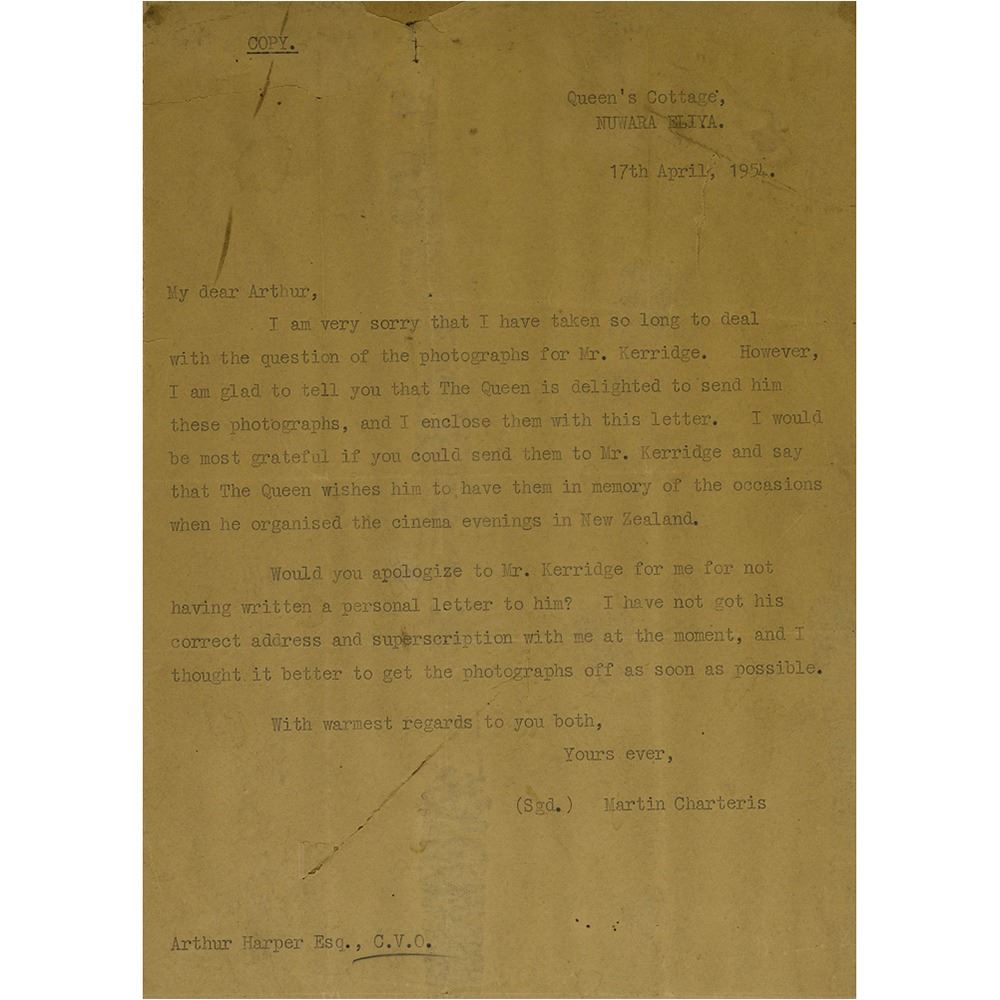 COPY.
Queen's Cottage,
NUWARA ELIYA.
17th April, 1954.
My dear Arthur,
I am very sorry that I have taken so long to deal
with the question of the photographs for Mr. Kerridge. However,
I am glad to tell you that The Queen is delighted to send him
these photographs, and I enclose them with this letter. I would
be most grateful if you could send them to Mr. Kerridge and say
that The Queen wishes him to have them in memory of the occasions
when he organised the cinema evenings in New Zealand.
Would you apologize to Mr. Kerridge for me for not
having written a personal letter to him? I have not got his
correct address and superscription with me at the moment, and I
thought it better to get the photographs off as soon as possible.
With warmest regards to you both,
Yours ever,
(Sgd.) Martin Charteris
Arthur Harper Esq., C.V.O.